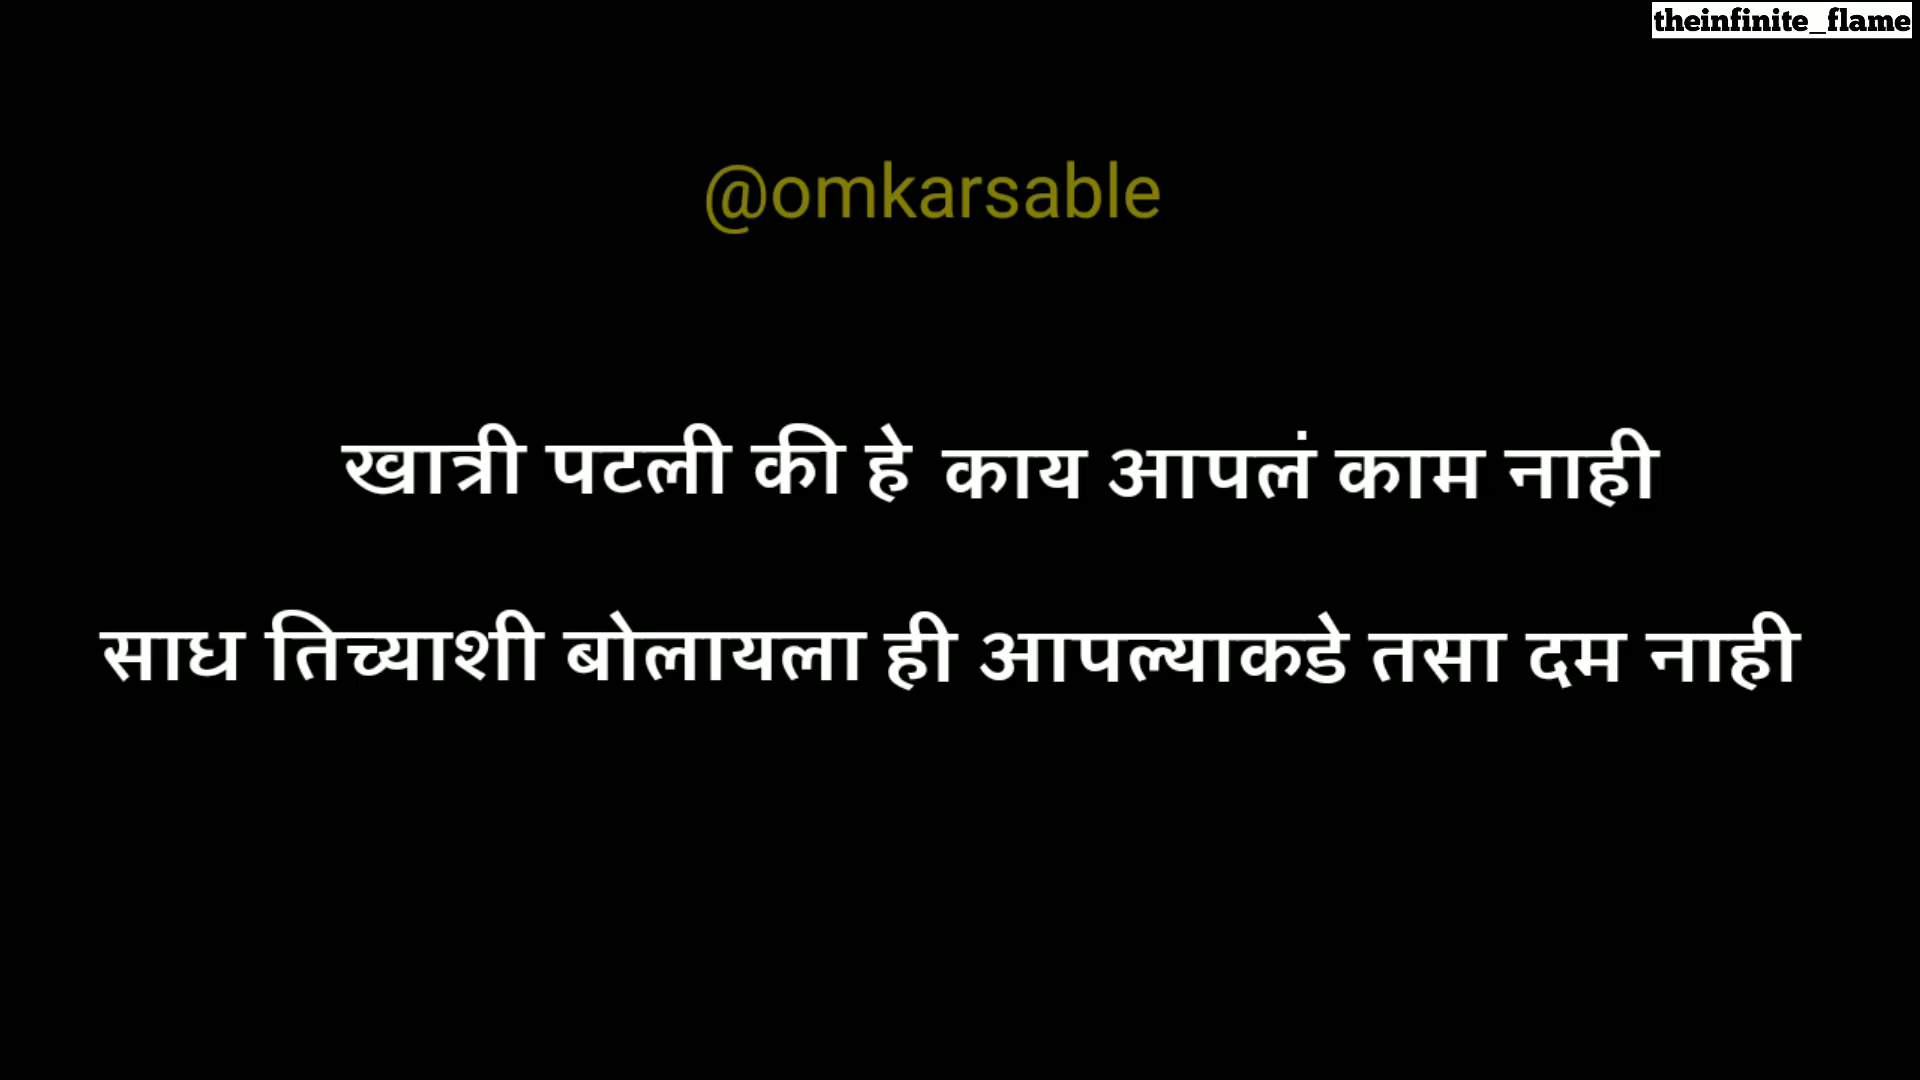 theinfinite_flame
@omkarsable
खात्री पटली की हे काय आपलं काम नाही
साध तिच्याशी बोलायला ही आपल्याकडे तसा दम नाही